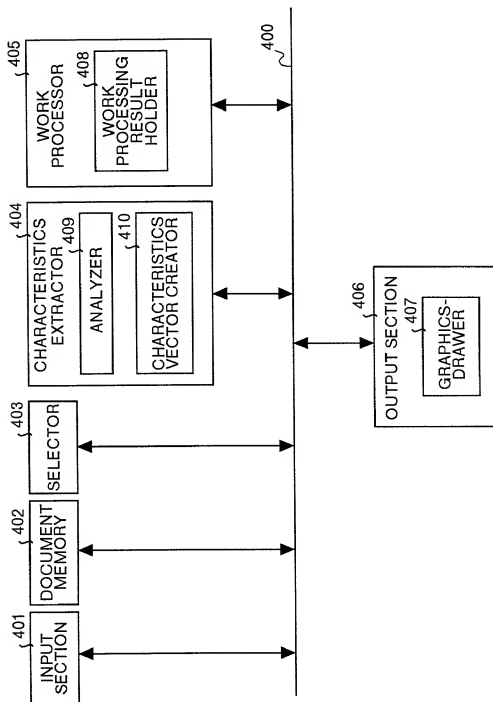 401
INPUT
SECTION
402
DOCUMENT
MEMORY
403
SELECTOR
404
CHARACTERISTICS
EXTRACTOR
409
ANALYZER
410
CHARACTERISTICS
VECTOR CREATOR
405
WORK
PROCESSOR
408
WORK
PROCESSING
RESULT
HOLDER
400
406
OUTPUT SECTION
407
GRAPHICS-
DRAWER